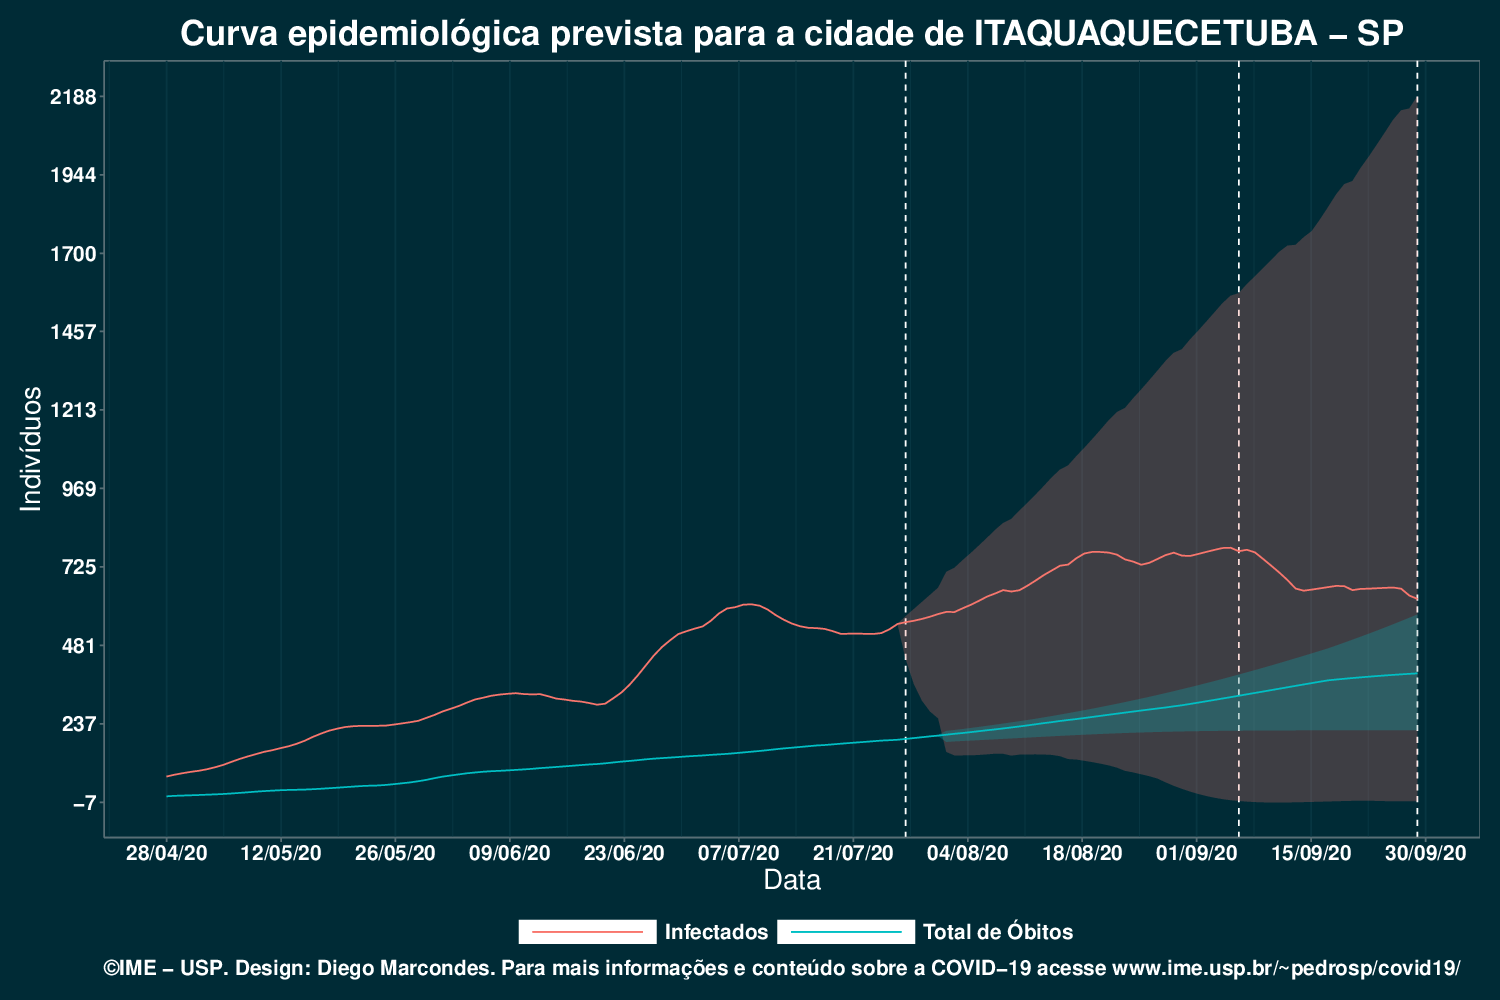 Curva epidemiológica prevista para a cidade de ITAQUAQUECETUBA – SP
2188
1944
1700
1457
1213
969
725
481
237
−7
Indivíduos
28/04/20 12/05/20 26/05/20 09/06/20 23/06/20 07/07/20 21/07/20 04/08/20 18/08/20 01/09/20 15/09/20 30/09/20
Data
Infectados Total de Óbitos
©IME – USP. Design: Diego Marcondes. Para mais informações e conteúdo sobre a COVID−19 acesse www.ime.usp.br/~pedrosp/covid19/